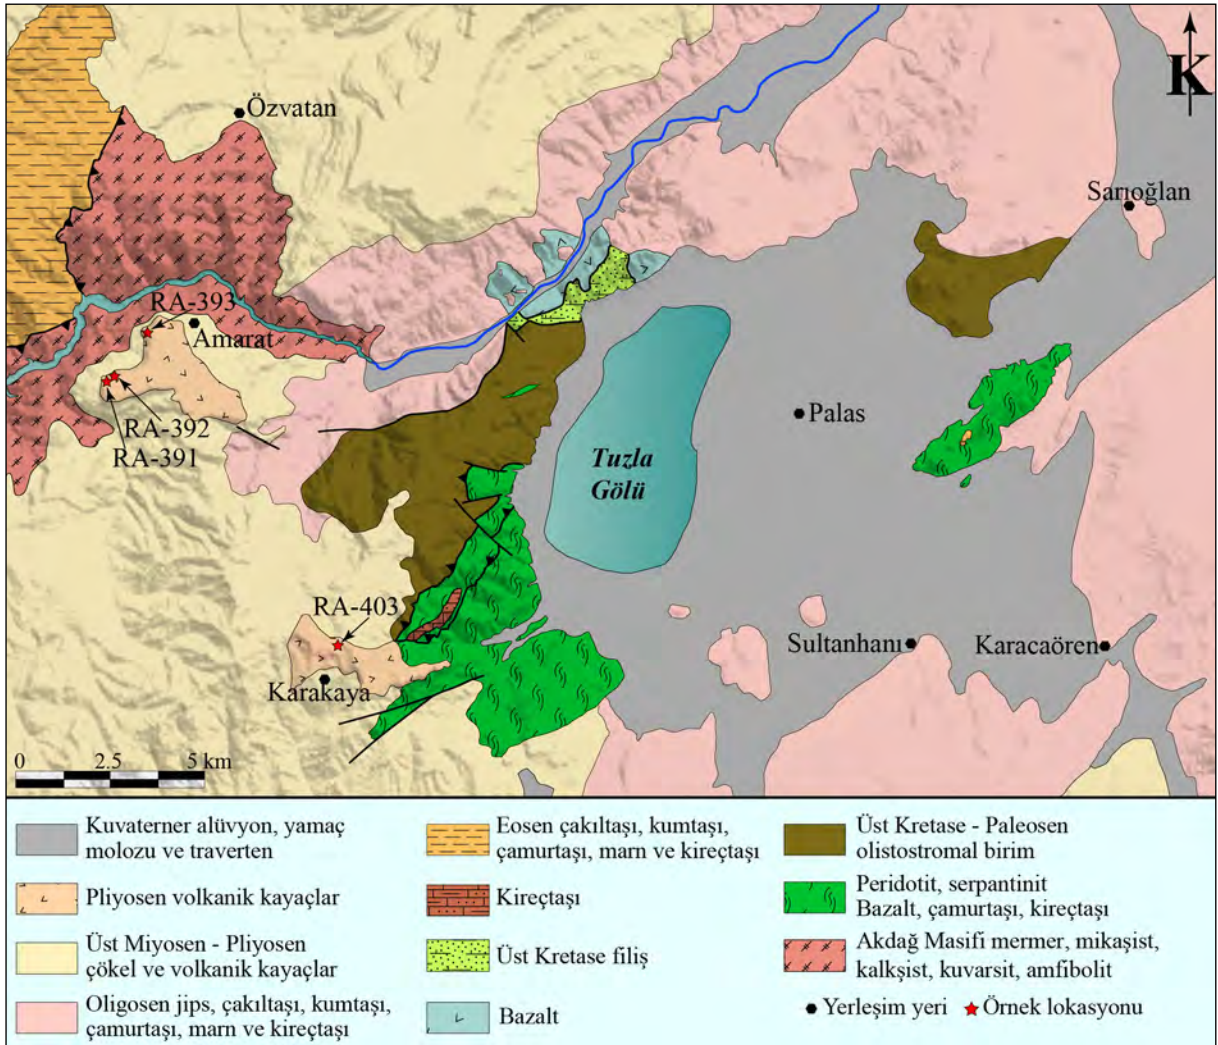 K
Özvatan
Sarıoğlan
RA-393
Amarat
RA-392
RA-391
Palas
Tuzla
Gölü
RA-403
Sultanhanı
Karacaören
Karakaya
0 2.5 5 km
Kuvaterner alüvyon, yamaç
molozu ve traverten
Pliyosen volkanik kayaçlar
Üst Miyosen - Pliyosen
çökel ve volkanik kayaçlar
Oligosen jips, çakıltaşı, kumtaşı,
çamurtaşı, marn ve kireçtaşı
Eosen çakıltaşı, kumtaşı,
çamurtaşı, marn ve kireçtaşı
Kireçtaşı
Üst Kretase filiş
Bazalt
Üst Kretase - Paleosen
olistostromal birim
Peridotit, serpantinit
Bazalt, çamurtaşı, kireçtaşı
Akdağ Masifi mermer, mikaşist,
kalkşist, kuvarsit, amfibolit
Yerleşim yeri
Örnek lokasyonu